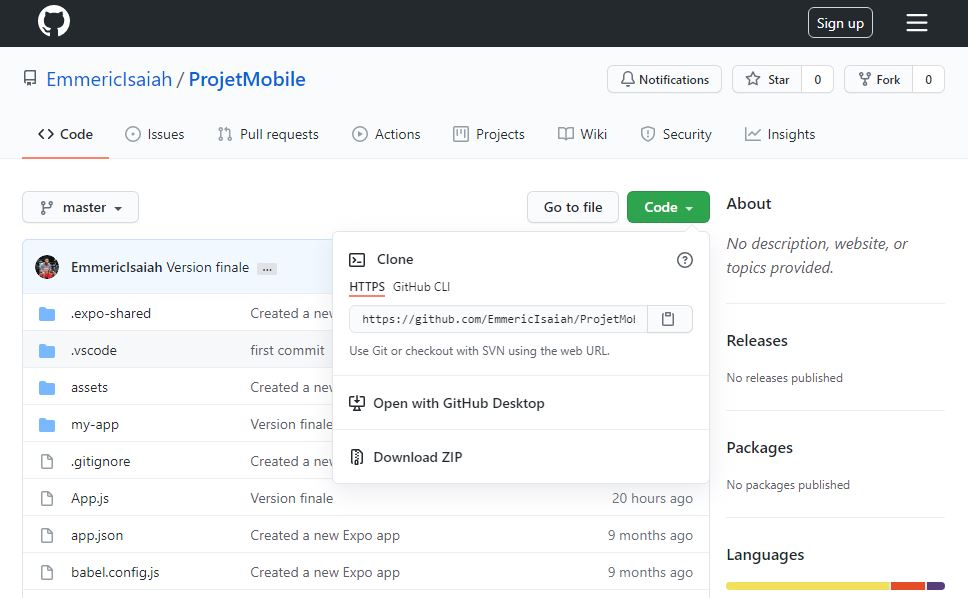 Sign up
EmmericIsaiah / ProjetMobile
Notifications
Star 0
Fork 0
Code Issues Pull requests Actions Projects Wiki Security Insights
master
Go to file
Code
EmmericIsaiah Version finale ...
Clone
HTTPS GitHub CLI
https://github.com/EmmericIsaiah/ProjetMob
Use Git or checkout with SVN using the web URL.
Open with GitHub Desktop
Download ZIP
.expo-shared Created a new
.vscode first commit
assets Created a new
my-app Version finale
.gitignore Created a new
App.js Version finale 20 hours ago
app.json Created a new Expo app 9 months ago
babel.config.js Created a new Expo app 9 months ago
About
No description, website, or
topics provided.
Releases
No releases published
Packages
No packages published
Languages